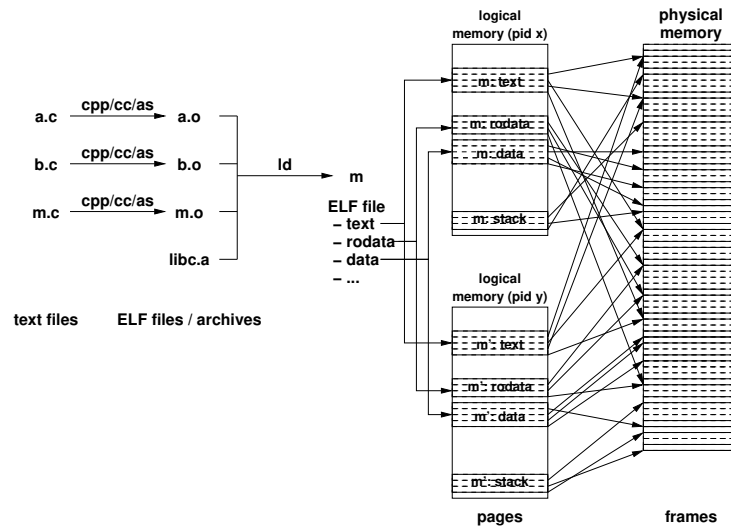 logical
memory (pid x)
physical
memory
m: text
cpp/cc/as
a.c
a.o
m: rodata
cpp/cc/as
b.c
b.o
m: data
ld
m
cpp/cc/as
m.c
m.o
ELF file
– text
– rodata
– data
– ...
m: stack
libc.a
logical
memory (pid y)
text files
ELF files / archives
m': text
m': rodata
m': data
m': stack
pages
frames